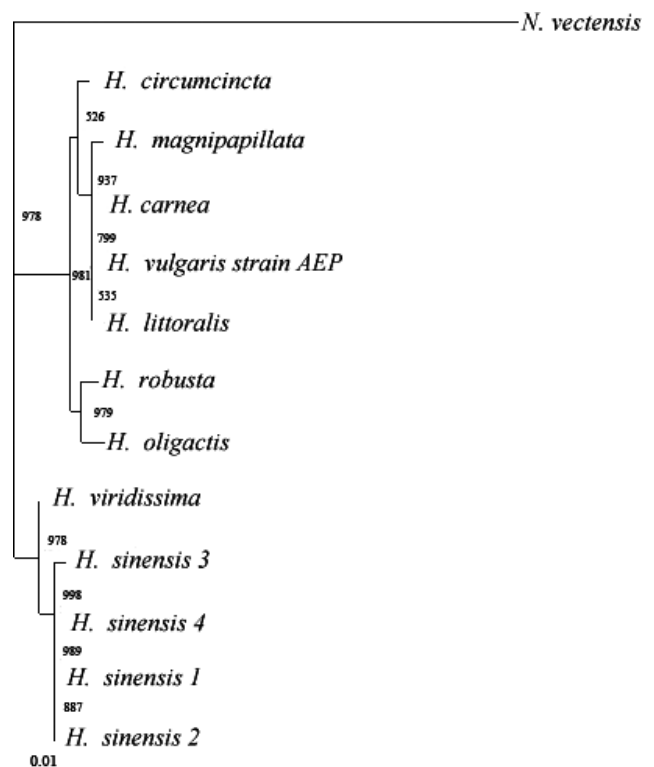 N. vectensis
H. circumcincta
526
H. magnipapillata
937
H. carnea
978
799
H. vulgaris strain AEP
981
535
H. littoralis
H. robusta
979
H. oligactis
H. viridissima
978
H. sinensis 3
998
H. sinensis 4
989
H. sinensis 1
887
H. sinensis 2
0.01